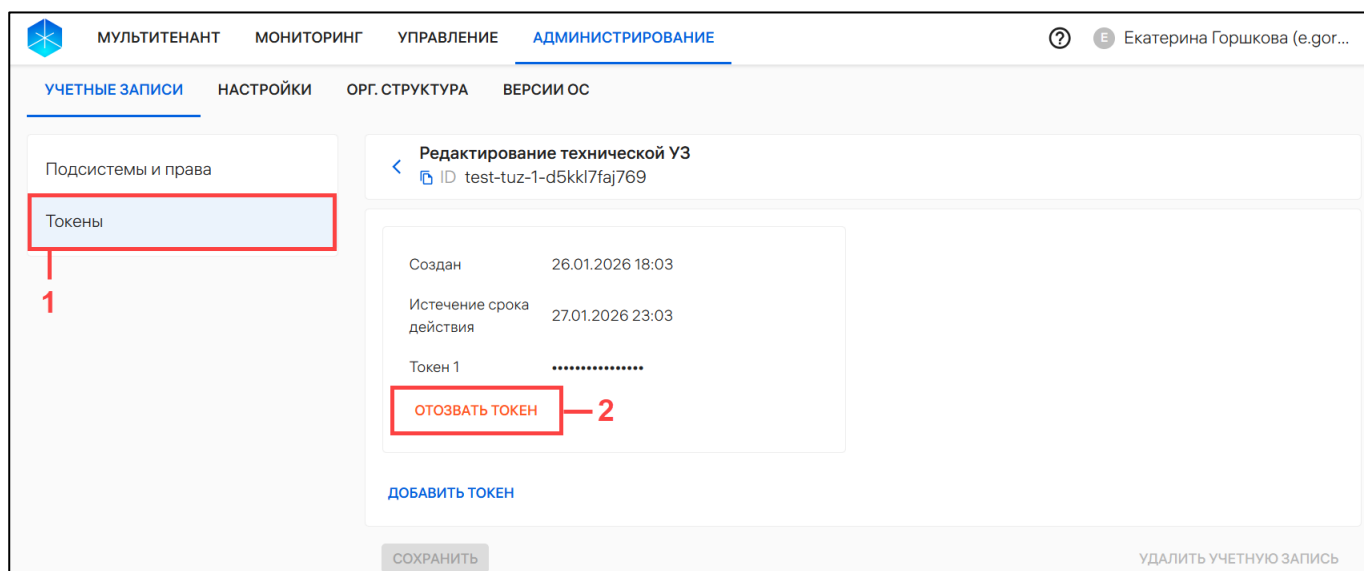 МУЛЬТИТЕНАНТ МОНИТОРИНГ УПРАВЛЕНИЕ АДМИНИСТРИРОВАНИЕ ? E Екатерина Горшкова (e.gor...
УЧЕТНЫЕ ЗАПИСИ НАСТРОЙКИ ОРГ. СТРУКТУРА ВЕРСИИ ОС
Подсистемы и права
Токены
1
Редактирование технической УЗ
ID test-tuz-1-d5kkl7faj769
Создан 26.01.2026 18:03
Истечение срока
действия 27.01.2026 23:03
Токен 1 ••••••••••••••••
ОТОЗВАТЬ ТОКЕН 2
ДОБАВИТЬ ТОКЕН
СОХРАНИТЬ УДАЛИТЬ УЧЕТНУЮ ЗАПИСЬ